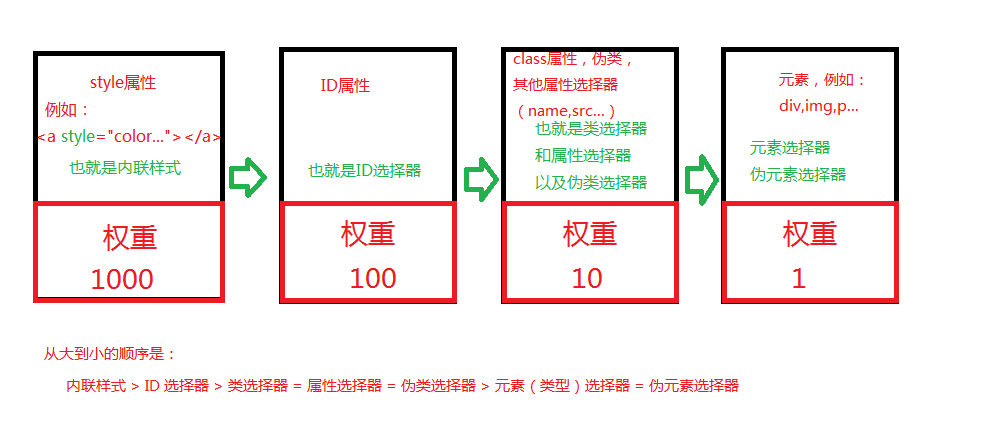 style属性
例如：
<a style="color..."></a>
也就是内联样式
权重
1000
ID属性
也就是ID选择器
权重
100
class属性，伪类，
其他属性选择器
（name,src...）
也就是类选择器
和属性选择器
以及伪类选择器
权重
10
元素，例如：
div,img,p...
元素选择器
伪元素选择器
权重
1
从大到小的顺序是：
内联样式 > ID 选择器 > 类选择器 = 属性选择器 = 伪类选择器 > 元素（类型）选择器 = 伪元素选择器